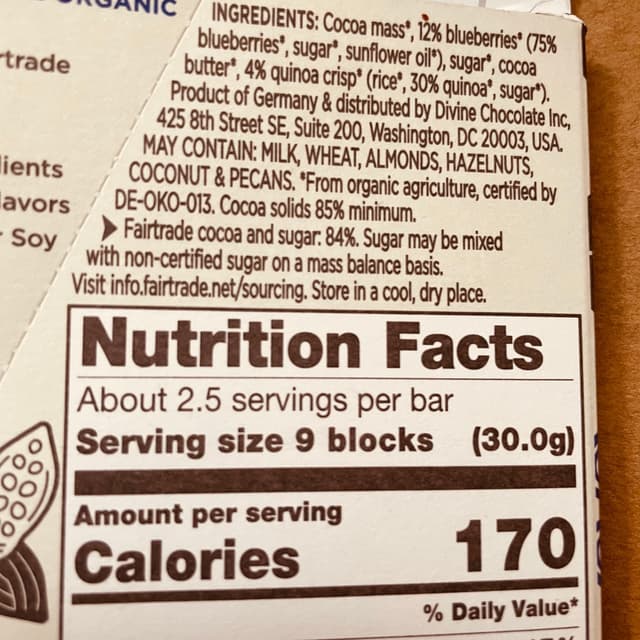 ORGANIC
rtrade
ients
lavors
Soy
INGREDIENTS: Cocoa mass*, 12% blueberries* (75%
blueberries*, sugar*, sunflower oil*), sugar*, cocoa
butter*, 4% quinoa crisp* (rice*, 30% quinoa*, sugar*).
Product of Germany & distributed by Divine Chocolate Inc,
425 8th Street SE, Suite 200, Washington, DC 20003, USA.
MAY CONTAIN: MILK, WHEAT, ALMONDS, HAZELNUTS,
COCONUT & PECANS. *From organic agriculture, certified by
DE-OKO-013. Cocoa solids 85% minimum.
Fairtrade cocoa and sugar: 84%. Sugar may be mixed
with non-certified sugar on a mass balance basis.
Visit info.fairtrade.net/sourcing. Store in a cool, dry place.
Nutrition Facts
About 2.5 servings per bar
Serving size 9 blocks (30.0g)
Amount per serving
Calories 170
% Daily Value*